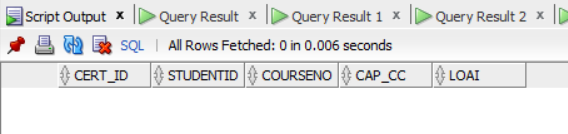 Script Output x Query Result x Query Result 1 x Query Result 2 x
SQL | All Rows Fetched: 0 in 0.006 seconds
CERT_ID STUDENTID COURSENO CAP_CC LOAI